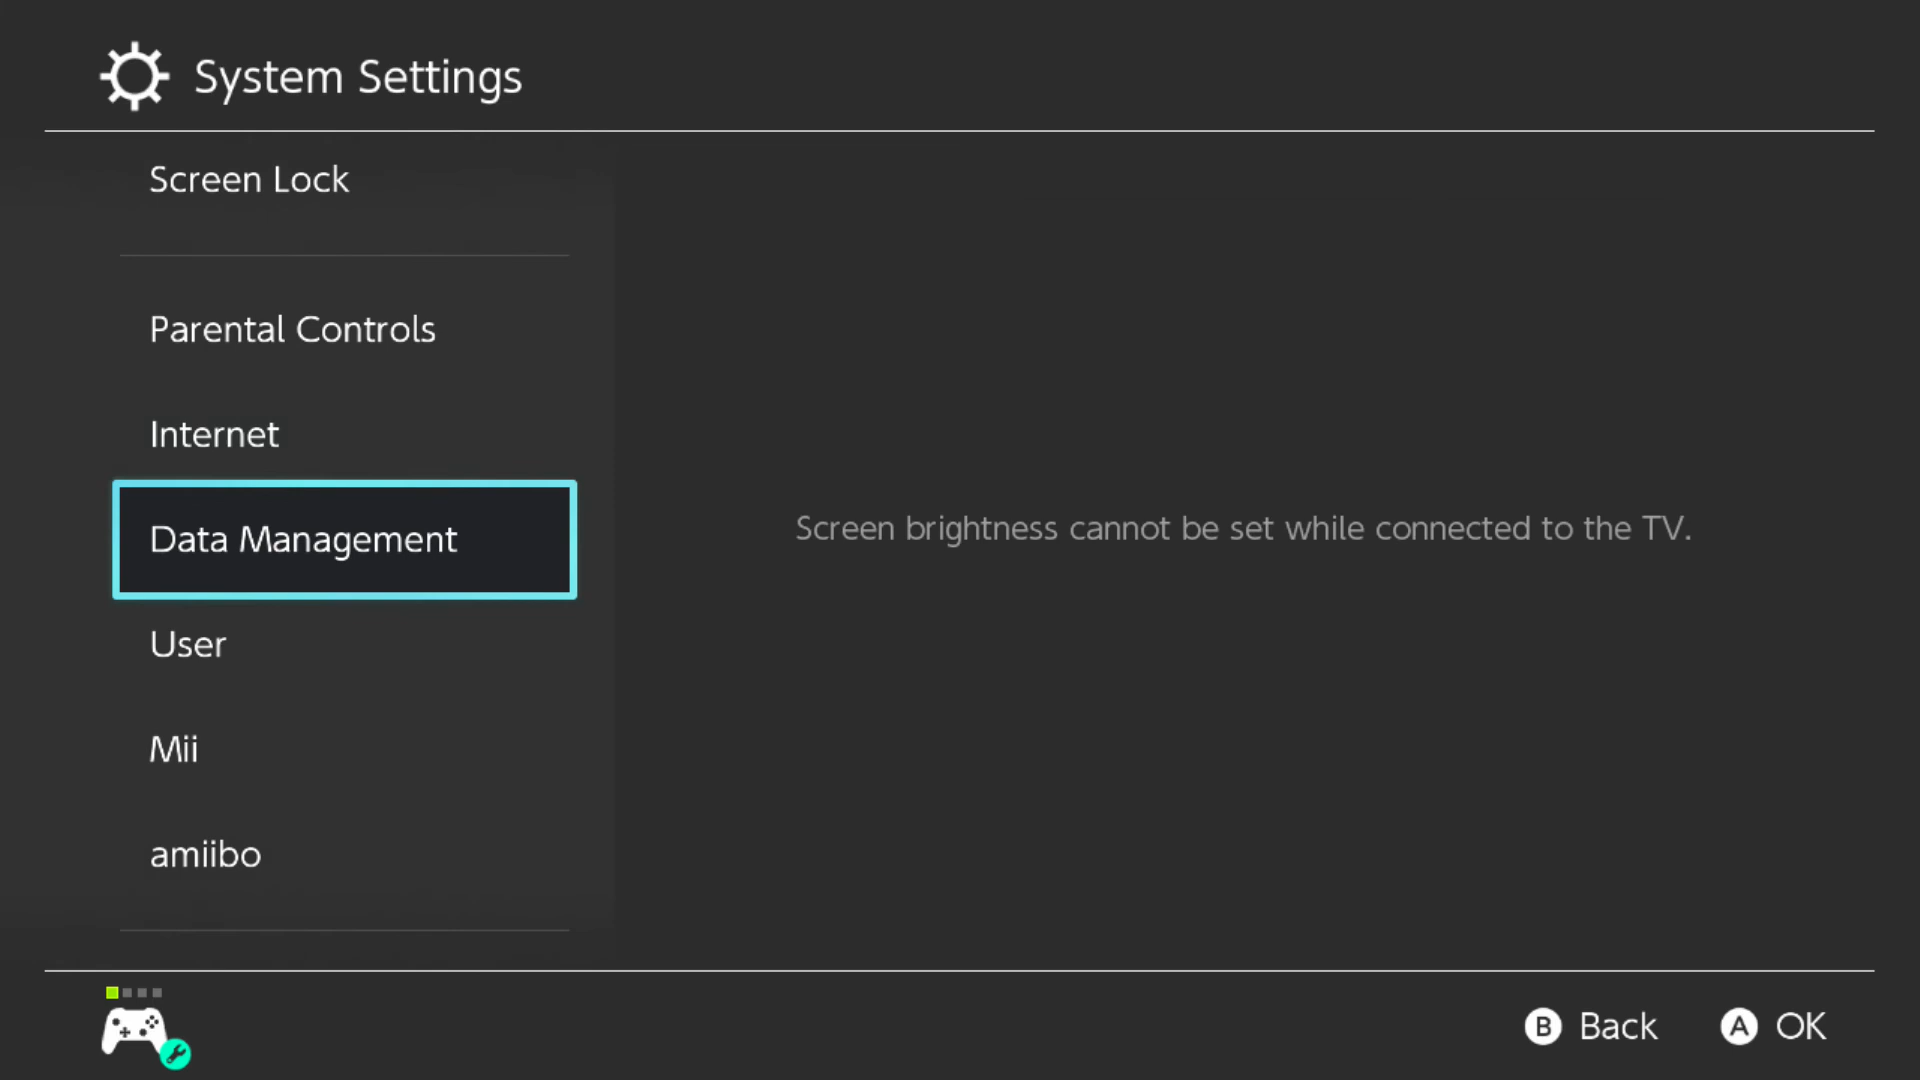 System Settings
Screen Lock
Parental Controls
Internet
Data Management
User
Mii
amiibo
Screen brightness cannot be set while connected to the TV.
B Back A OK